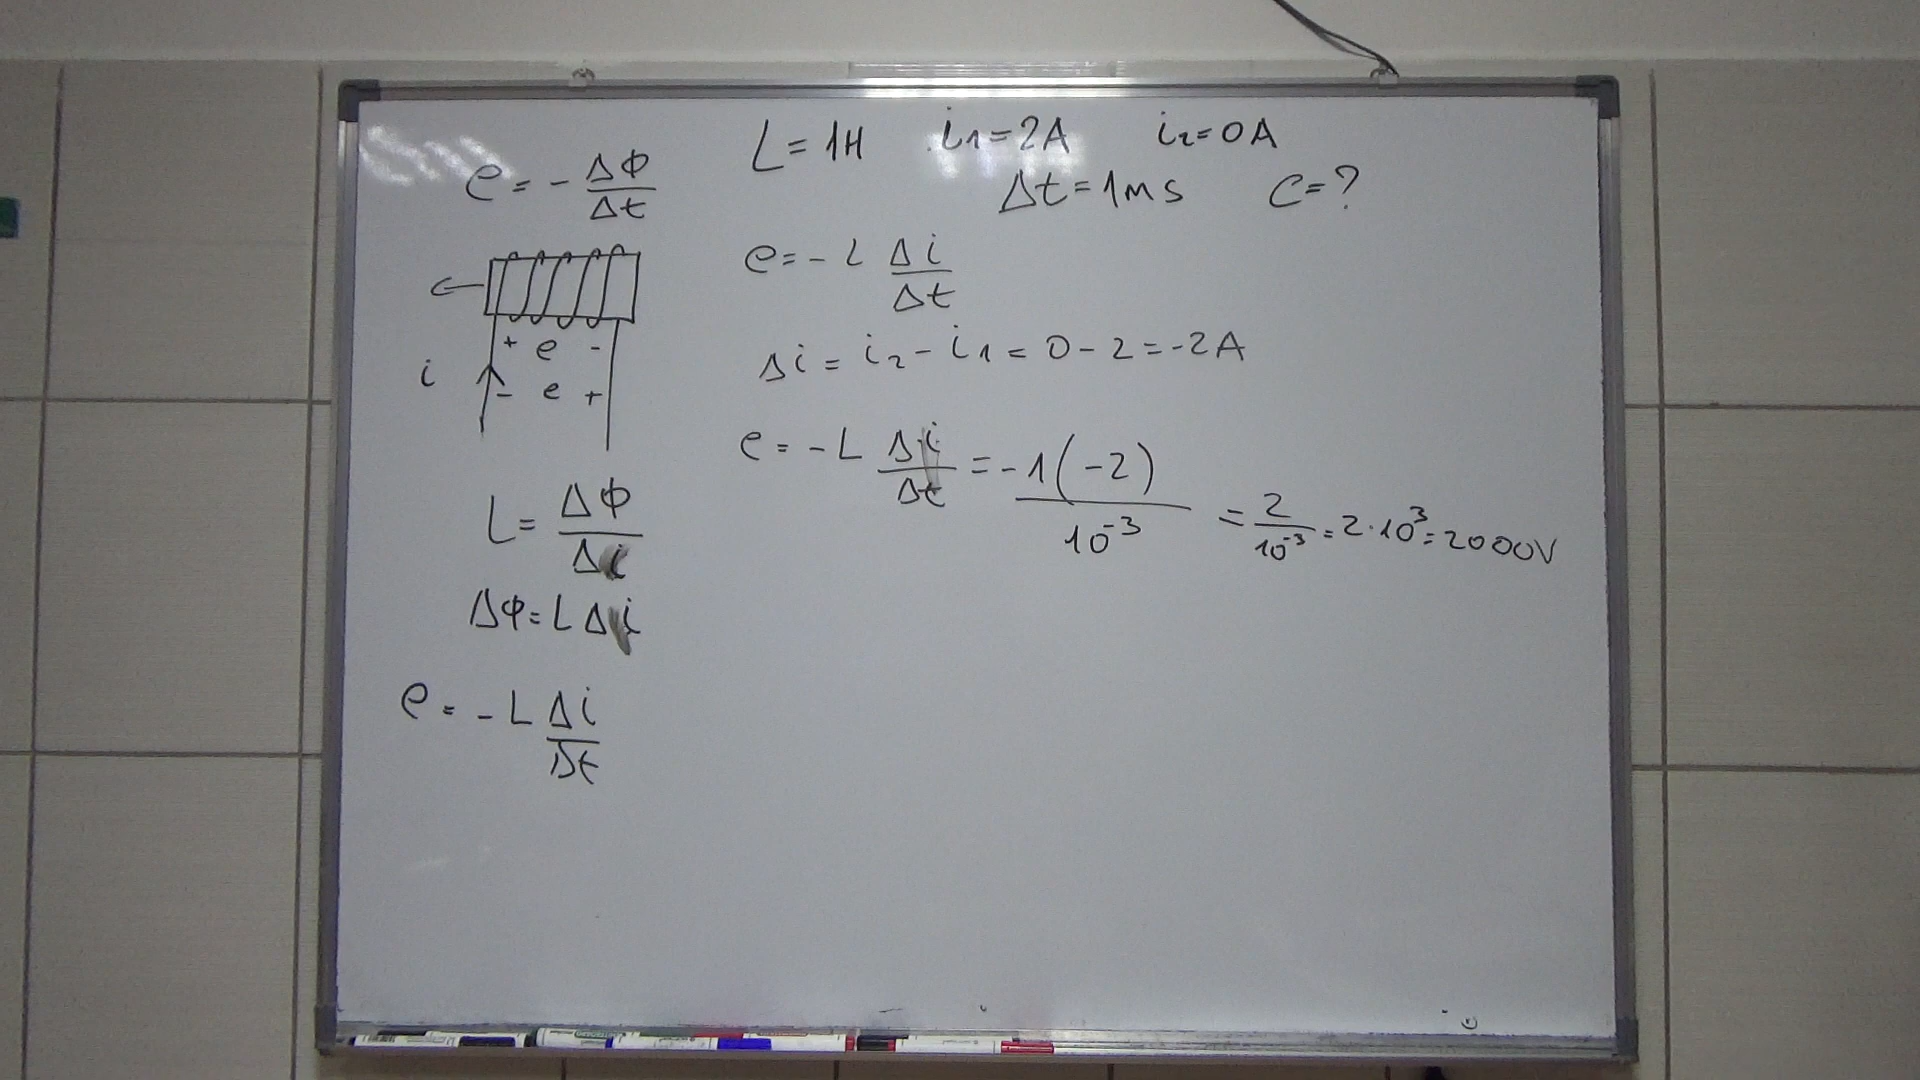 e = - ΔΦ/Δt
+ e -
i
- e +
L = ΔΦ/Δi
ΔΦ = L Δi
e = - L Δi/Δt
L = 1H i1 = 2A i2 = 0A
Δt = 1ms e = ?
e = - L Δi/Δt
Δi = i2 - i1 = 0 - 2 = -2A
e = - L Δi/Δt = -1(-2)/10^-3 = 2/10^-3 = 2·10^3 = 2000V